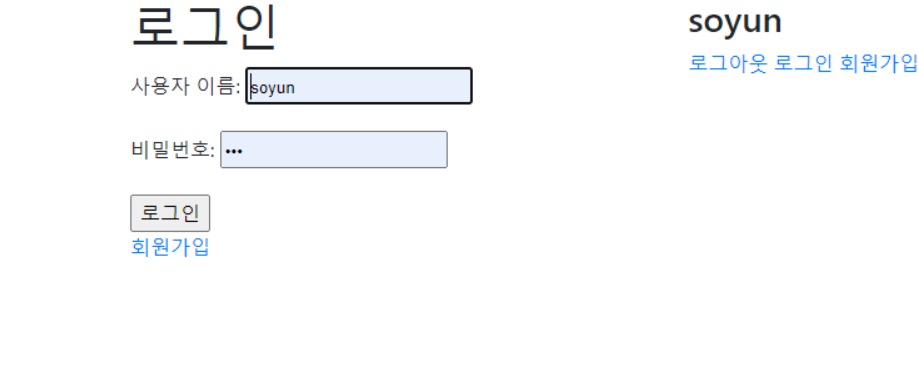 로그인
사용자 이름: soyun
비밀번호: •••
로그인
회원가입
soyun
로그아웃 로그인 회원가입